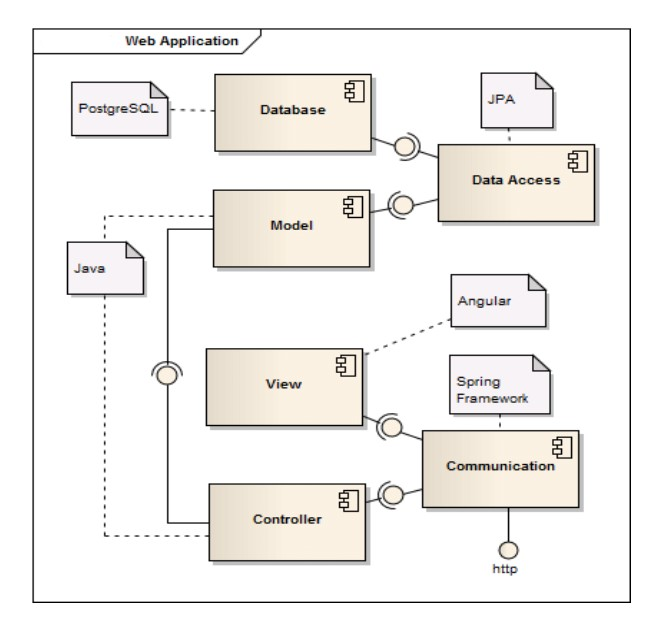 Web Application
PostgreSQL
Database
JPA
Data Access
Model
Java
Angular
View
Spring
Framework
Communication
Controller
http